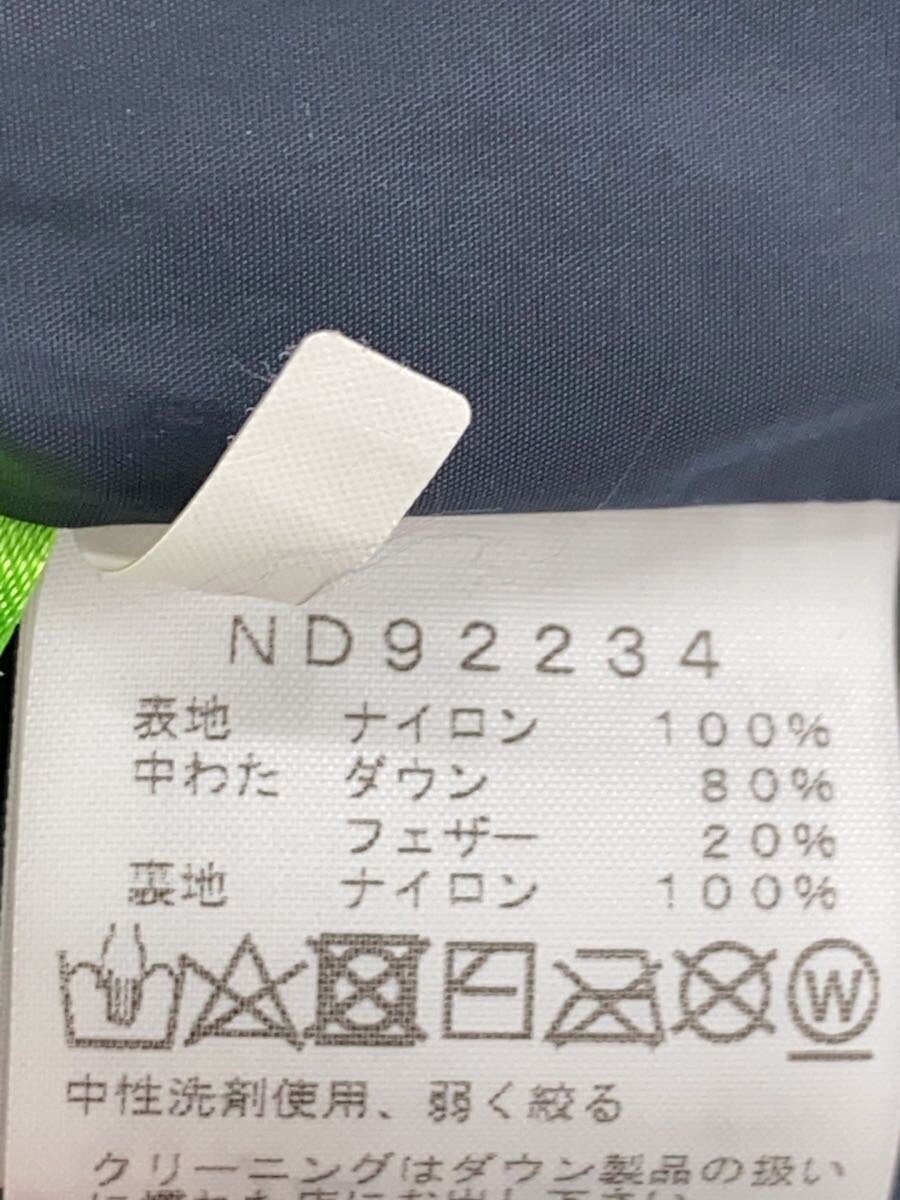 ND92234
表地 ナイロン 100%
中わた ダウン 80%
フェザー 20%
裏地 ナイロン 100%
W
中性洗剤使用、弱く絞る
クリーニングはダウン製品の扱い